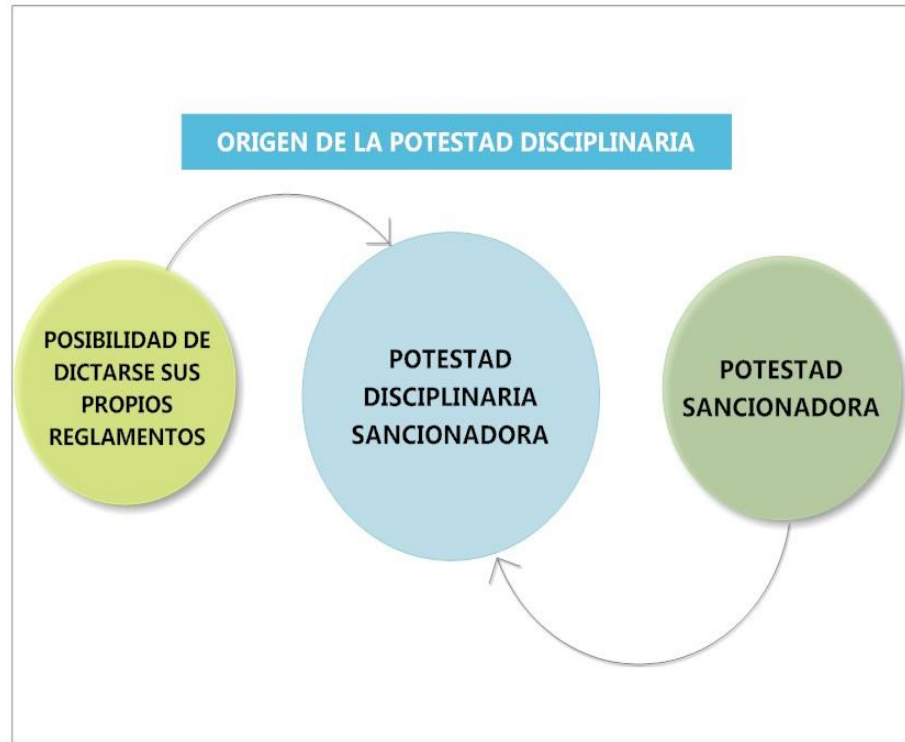 ORIGEN DE LA POTESTAD DISCIPLINARIA
POSIBILIDAD DE
DICTARSE SUS
PROPIOS
REGLAMENTOS
POTESTAD
DISCIPLINARIA
SANCIONADORA
POTESTAD
SANCIONADORA